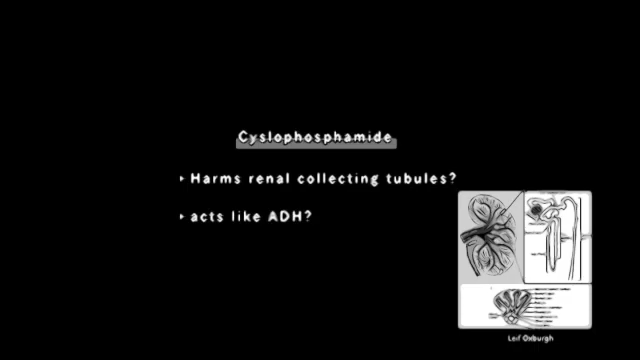 Cyslophosphamide
‣ Harms renal collecting tubules?
‣ acts like ADH?
Leif Oxburgh